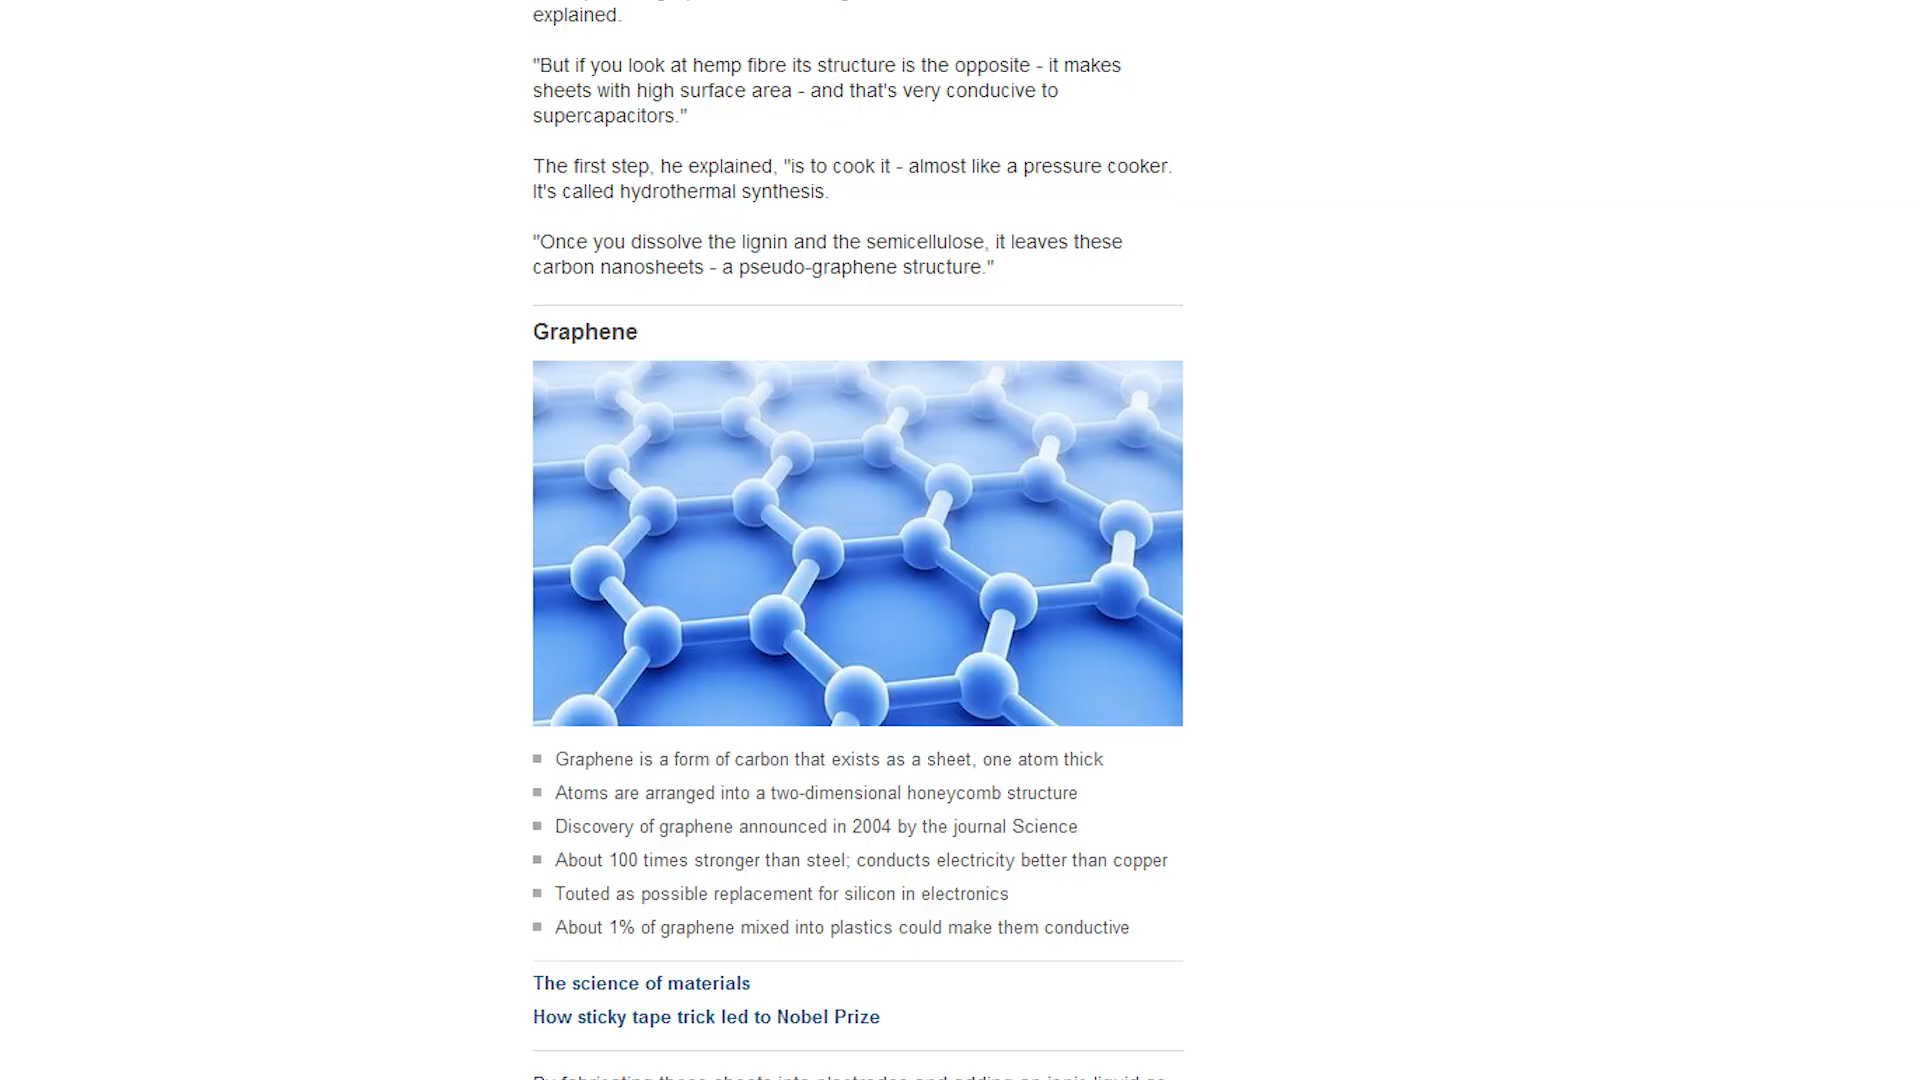 explained.
"But if you look at hemp fibre its structure is the opposite - it makes
sheets with high surface area - and that's very conducive to
supercapacitors."
The first step, he explained, "is to cook it - almost like a pressure cooker.
It's called hydrothermal synthesis.
"Once you dissolve the lignin and the semicellulose, it leaves these
carbon nanosheets - a pseudo-graphene structure."
Graphene
Graphene is a form of carbon that exists as a sheet, one atom thick
Atoms are arranged into a two-dimensional honeycomb structure
Discovery of graphene announced in 2004 by the journal Science
About 100 times stronger than steel; conducts electricity better than copper
Touted as possible replacement for silicon in electronics
About 1% of graphene mixed into plastics could make them conductive
The science of materials
How sticky tape trick led to Nobel Prize